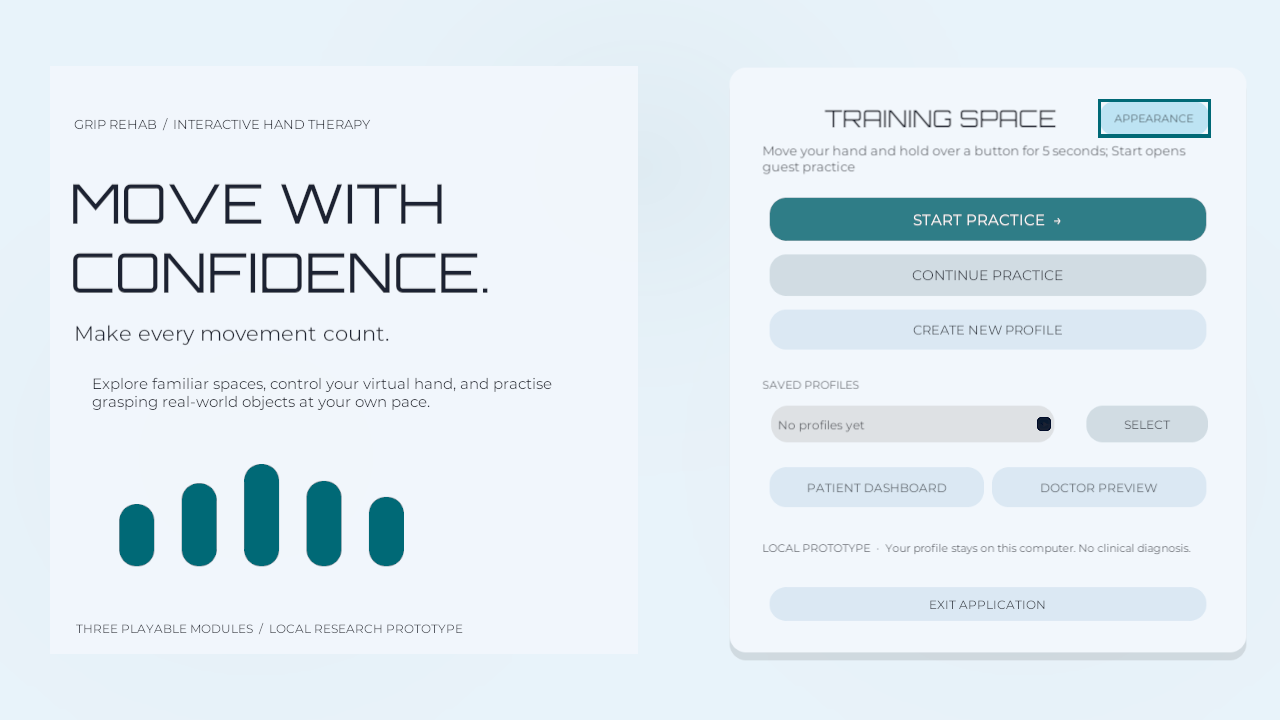 GRIP REHAB / INTERACTIVE HAND THERAPY
MOVE WITH
CONFIDENCE.
Make every movement count.
Explore familiar spaces, control your virtual hand, and practise
grasping real-world objects at your own pace.
THREE PLAYABLE MODULES / LOCAL RESEARCH PROTOTYPE
TRAINING SPACE
APPEARANCE
Move your hand and hold over a button for 5 seconds; Start opens
guest practice
START PRACTICE →
CONTINUE PRACTICE
CREATE NEW PROFILE
SAVED PROFILES
No profiles yet
SELECT
PATIENT DASHBOARD
DOCTOR PREVIEW
LOCAL PROTOTYPE · Your profile stays on this computer. No clinical diagnosis.
EXIT APPLICATION